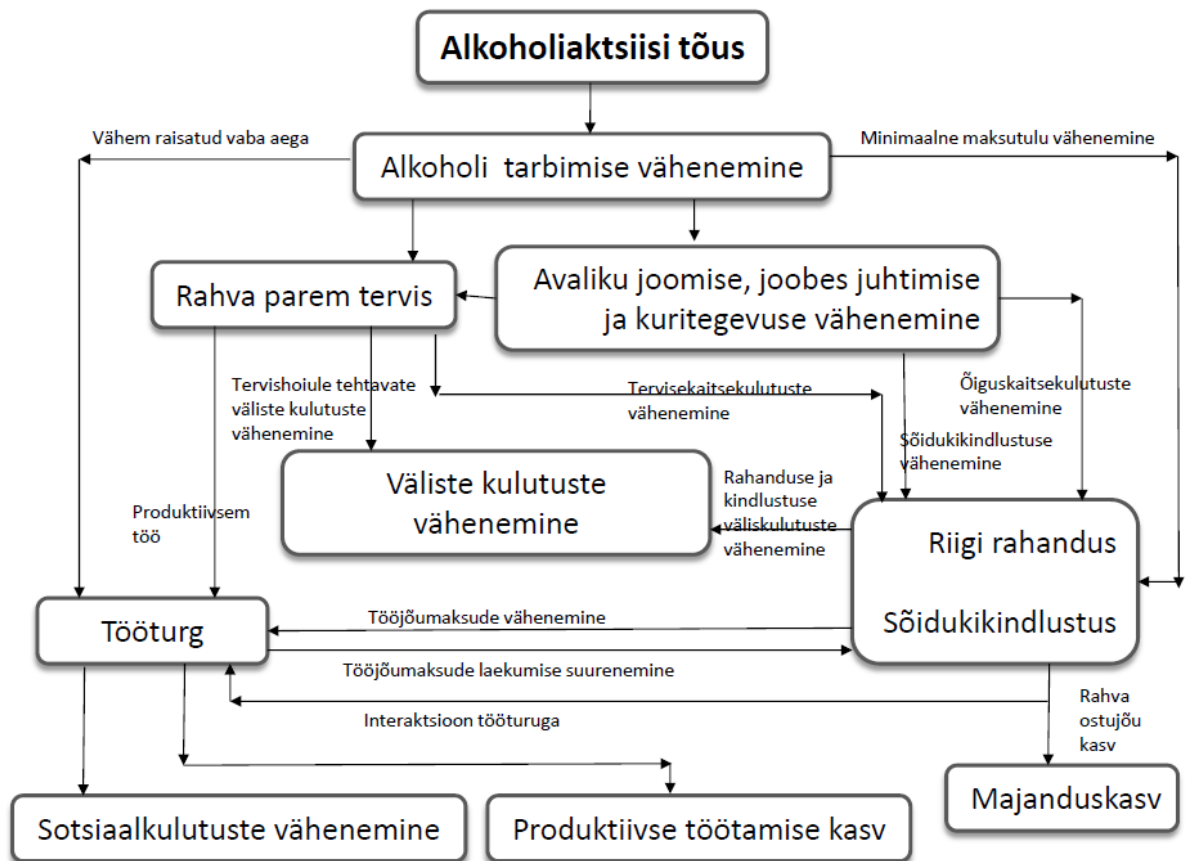 Alkoholiaktsiisi tõus
Vähem raisatud vaba aega
Minimaalne maksutulu vähenemine
Alkoholi tarbimise vähenemine
Rahva parem tervis
Avaliku joomise, joobes juhtimise
ja kuritegevuse vähenemine
Tervishoiule tehtavate
väliste kulutuste
vähenemine
Tervisekaitsekulutuste
vähenemine
Õiguskaitsekulutuste
vähenemine
Sõidukikindlustuse
vähenemine
Väliste kulutuste
vähenemine
Rahanduse ja
kindlustuse
väliskulutuste
vähenemine
Produktiivsem
töö
Riigi rahandus
Sõidukikindlustus
Tööturg
Tööjõumaksude vähenemine
Tööjõumaksude laekumise suurenemine
Interaktsioon tööturuga
Rahva
ostujõu
kasv
Majanduskasv
Sotsiaalkulutuste vähenemine
Produktiivse töötamise kasv